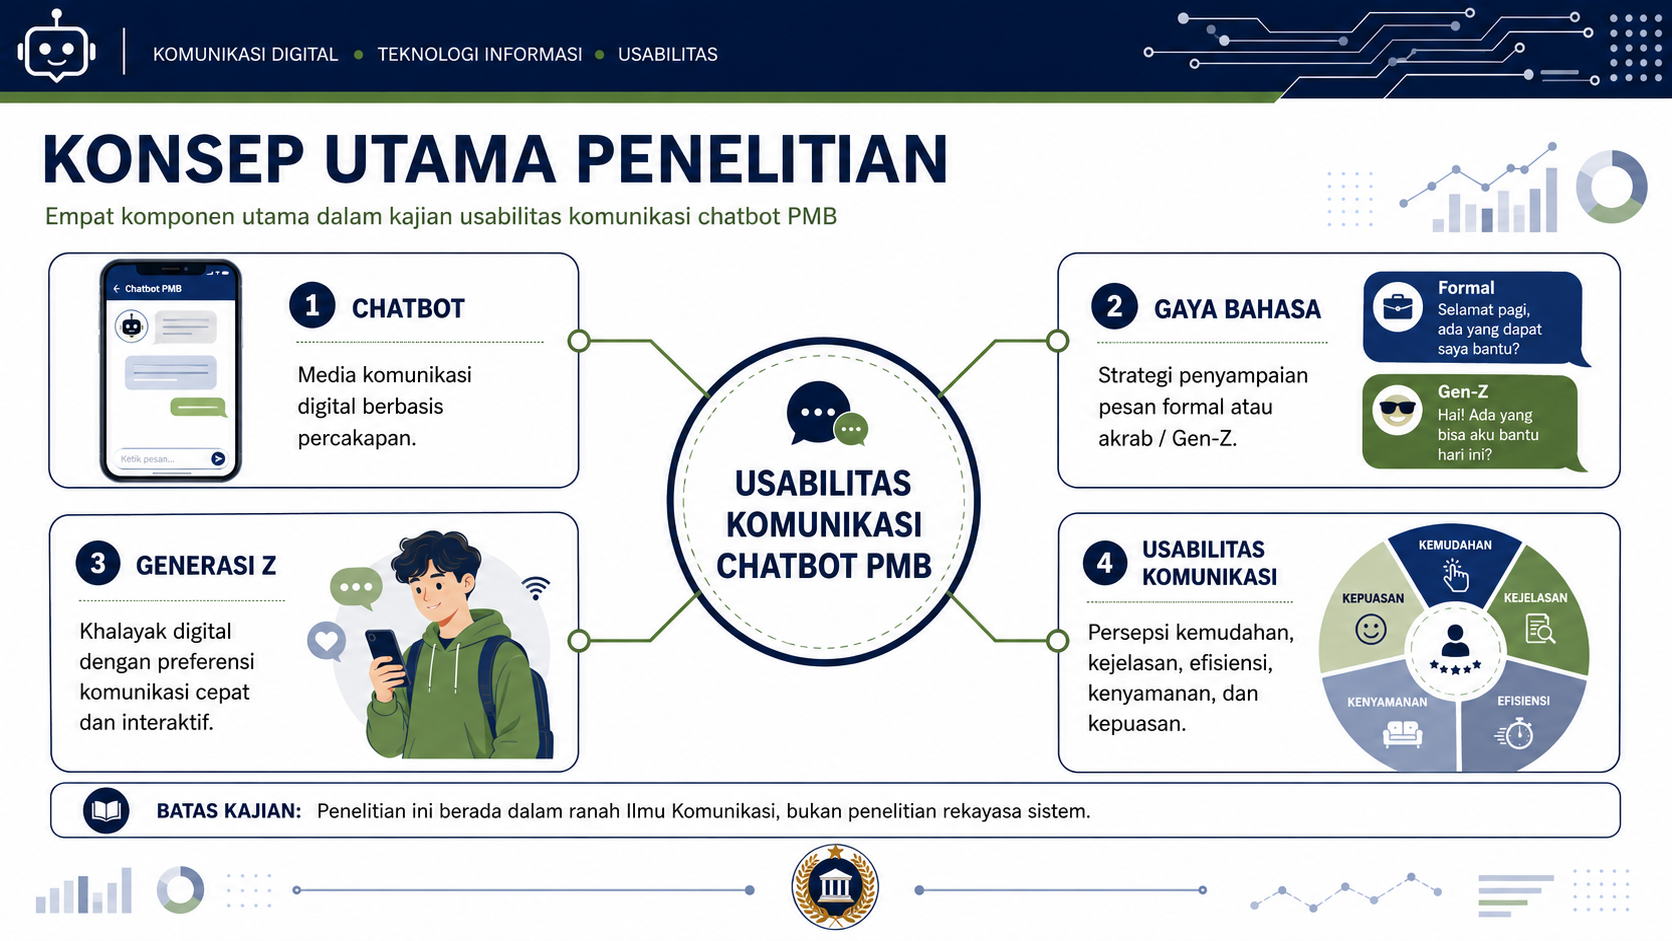 KOMUNIKASI DIGITAL • TEKNOLOGI INFORMASI • USABILITAS
KONSEP UTAMA PENELITIAN
Empat komponen utama dalam kajian usabilitas komunikasi chatbot PMB
Chatbot PMB
Ketik pesan...
1 CHATBOT
Media komunikasi
digital berbasis
percakapan.
2 GAYA BAHASA
Strategi penyampaian
pesan formal atau
akrab / Gen-Z.
Formal
Selamat pagi,
ada yang dapat
saya bantu?
Gen-Z
Hai! Ada yang
bisa aku bantu
hari ini?
USABILITAS
KOMUNIKASI
CHATBOT PMB
3 GENERASI Z
Khalayak digital
dengan preferensi
komunikasi cepat
dan interaktif.
4 USABILITAS
KOMUNIKASI
Persepsi kemudahan,
kejelasan, efisiensi,
kenyamanan, dan
kepuasan.
KEMUDAHAN
KEJELASAN
EFISIENSI
KENYAMANAN
KEPUASAN
BATAS KAJIAN: Penelitian ini berada dalam ranah Ilmu Komunikasi, bukan penelitian rekayasa sistem.